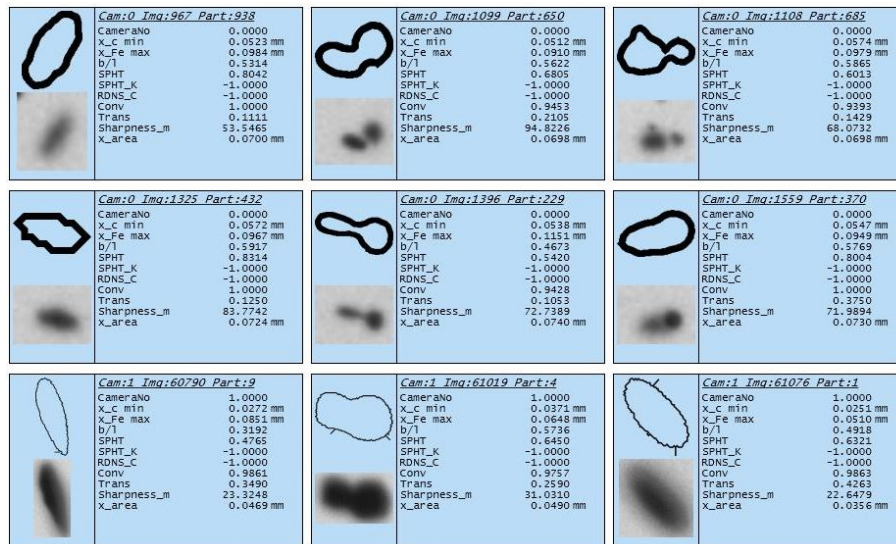 Cam:0 Img:967 Part:938
CameraNo 0.0000
x_c min 0.0523 mm
x_Fe max 0.0984 mm
b/l 0.5314
SPHT 0.8042
SPHT_K -1.0000
RDNS_C -1.0000
Conv 1.0000
Trans 0.1111
Sharpness_m 53.5465
x_area 0.0700 mm
Cam:0 Img:1099 Part:650
CameraNo 0.0000
x_c min 0.0512 mm
x_Fe max 0.0910 mm
b/l 0.5622
SPHT 0.6805
SPHT_K -1.0000
RDNS_C -1.0000
Conv 0.9453
Trans 0.2105
Sharpness_m 94.8226
x_area 0.0698 mm
Cam:0 Img:1108 Part:685
CameraNo 0.0000
x_c min 0.0574 mm
x_Fe max 0.0979 mm
b/l 0.5865
SPHT 0.6013
SPHT_K -1.0000
RDNS_C -1.0000
Conv 0.9393
Trans 0.1429
Sharpness_m 68.0732
x_area 0.0698 mm
Cam:0 Img:1325 Part:432
CameraNo 0.0000
x_c min 0.0572 mm
x_Fe max 0.0967 mm
b/l 0.5917
SPHT 0.8314
SPHT_K -1.0000
RDNS_C -1.0000
Conv 1.0000
Trans 0.1250
Sharpness_m 83.7742
x_area 0.0724 mm
Cam:0 Img:1396 Part:229
CameraNo 0.0000
x_c min 0.0538 mm
x_Fe max 0.1151 mm
b/l 0.4673
SPHT 0.5420
SPHT_K -1.0000
RDNS_C -1.0000
Conv 0.9428
Trans 0.1053
Sharpness_m 72.7389
x_area 0.0740 mm
Cam:0 Img:1559 Part:370
CameraNo 0.0000
x_c min 0.0547 mm
x_Fe max 0.0949 mm
b/l 0.5769
SPHT 0.8004
SPHT_K -1.0000
RDNS_C -1.0000
Conv 1.0000
Trans 0.3750
Sharpness_m 71.9894
x_area 0.0730 mm
Cam:1 Img:60790 Part:9
CameraNo 1.0000
x_c min 0.0272 mm
x_Fe max 0.0851 mm
b/l 0.3192
SPHT 0.4765
SPHT_K -1.0000
RDNS_C -1.0000
Conv 0.9861
Trans 0.3490
Sharpness_m 23.3248
x_area 0.0469 mm
Cam:1 Img:61019 Part:4
CameraNo 1.0000
x_c min 0.0371 mm
x_Fe max 0.0648 mm
b/l 0.5736
SPHT 0.6450
SPHT_K -1.0000
RDNS_C -1.0000
Conv 0.9757
Trans 0.2590
Sharpness_m 31.0310
x_area 0.0490 mm
Cam:1 Img:61076 Part:1
CameraNo 1.0000
x_c min 0.0251 mm
x_Fe max 0.0510 mm
b/l 0.4918
SPHT 0.6321
SPHT_K -1.0000
RDNS_C -1.0000
Conv 0.9863
Trans 0.4263
Sharpness_m 22.6479
x_area 0.0356 mm